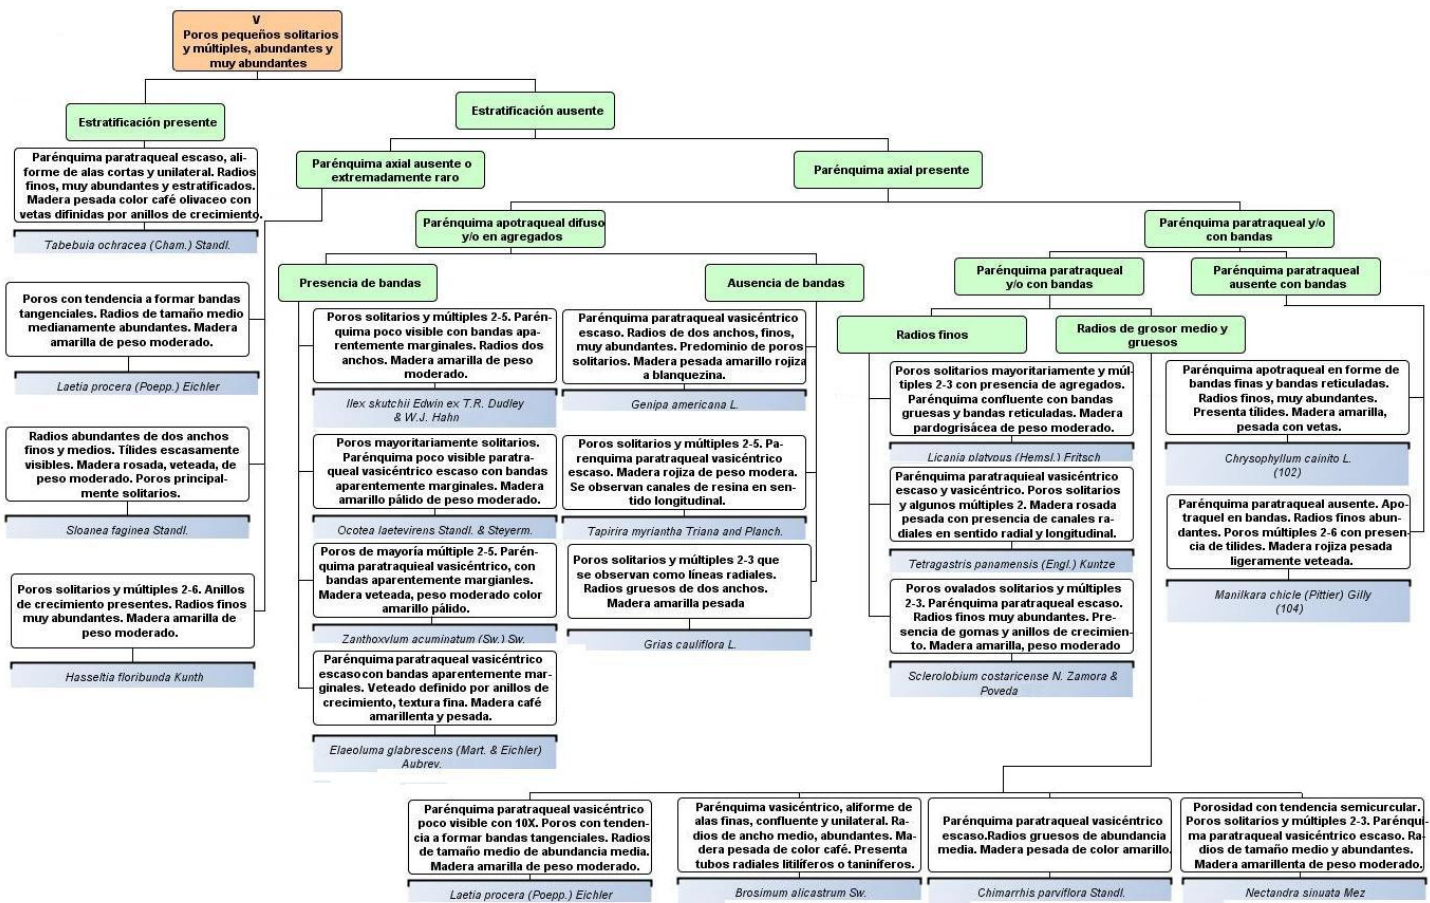 V
Poros pequeños solitarios
y múltiples, abundantes y
muy abundantes
Estratificación presente
Estratificación ausente
Parénquima paratraqueal escaso, ali-
forme de alas cortas y unilateral. Radios
finos, muy abundantes y estratificados.
Madera pesada color café olivaceo con
vetas difinidas por anillos de crecimiento.
Tabebuia ochracea (Cham.) Standl.
Parénquima axial ausente o
extremadamente raro
Parénquima axial presente
Poros con tendencia a formar bandas
tangenciales. Radios de tamaño medio
medianamente abundantes. Madera
amarilla de peso moderado.
Laetia procera (Poepp.) Eichler
Radios abundantes de dos anchos
finos y medios. Tílides escasamente
visibles. Madera rosada, veteada, de
peso moderado. Poros principal-
mente solitarios.
Sloanea faginea Standl.
Poros solitarios y múltiples 2-6. Anillos
de crecimiento presentes. Radios finos
muy abundantes. Madera amarilla de
peso moderado.
Hasseltia floribunda Kunth
Parénquima apotraqueal difuso
y/o en agregados
Parénquima paratraqueal y/o
con bandas
Presencia de bandas
Ausencia de bandas
Poros solitarios y múltiples 2-5. Parén-
quima poco visible con bandas apa-
rentemente marginales. Radios dos
anchos. Madera amarilla de peso
moderado.
Ilex skutchii Edwin ex T.R. Dudley
& W.J. Hahn
Poros mayoritariamente solitarios.
Parénquima poco visible paratra-
queal vasicéntrico escaso con bandas
aparentemente marginales. Madera
amarillo pálido de peso moderado.
Ocotea laetevirens Standl. & Steyerm.
Poros de mayoría múltiple 2-5. Parén-
quima paratraquieal vasicéntrico, con
bandas aparentemente margianles.
Madera veteada, peso moderado color
amarillo pálido.
Zanthoxylum acuminatum (Sw.) Sw.
Parénquima paratraqueal vasicéntrico
escaso con bandas aparentemente mar-
ginales. Veteado definido por anillos de
crecimiento, textura fina. Madera café
amarillenta y pesada.
Elaeoluma glabrescens (Mart. & Eichler)
Aubrev.
Parénquima paratraqueal vasicéntrico
escaso. Radios de dos anchos, finos,
muy abundantes. Predominio de poros
solitarios. Madera pesada amarillo rojiza
a blanquezina.
Genipa americana L.
Poros solitarios y múltiples 2-5. Pa-
renquima paratraqueal vasicéntrico
escaso. Madera rojiza de peso modera.
Se observan canales de resina en sen-
tido longitudinal.
Tapirira myriantha Triana and Planch.
Poros solitarios y múltiples 2-3 que
se observan como líneas radiales.
Radios gruesos de dos anchos.
Madera amarilla pesada
Grias cauliflora L.
Parénquima paratraqueal
y/o con bandas
Parénquima paratraqueal
ausente con bandas
Radios finos
Radios de grosor medio y
gruesos
Poros solitarios mayoritariamente y múl-
tiples 2-3 con presencia de agregados.
Parénquima confluente con bandas
gruesas y bandas reticuladas. Madera
pardogrisácea de peso moderado.
Licania platypus (Hemsl.) Fritsch
Parénquima paratraquieal vasicéntrico
escaso y vasicéntrico. Poros solitarios
y algunos múltiples 2. Madera rosada
pesada con presencia de canales ra-
diales en sentido radial y longitudinal.
Tetragastris panamensis (Engl.) Kuntze
Poros ovalados solitarios y múltiples
2-3. Parénquima paratraqueal escaso.
Radios finos muy abundantes. Pre-
sencia de gomas y anillos de crecimien-
to. Madera amarilla, peso moderado
Sclerolobium costaricense N. Zamora &
Poveda
Parénquima apotraqueal en forme de
bandas finas y bandas reticuladas.
Radios finos, muy abundantes.
Presenta tílides. Madera amarilla,
pesada con vetas.
Chrysophyllum cainito L.
(102)
Parénquima paratraqueal ausente. Apo-
traquel en bandas. Radios finos abun-
dantes. Poros múltiples 2-6 con presen-
cia de tilides. Madera rojiza pesada
ligeramente veteada.
Manilkara chicle (Pittier) Gilly
(104)
Parénquima paratraqueal vasicéntrico
poco visible con 10X. Poros con tenden-
cia a formar bandas tangenciales. Radios
de tamaño medio de abundancia media.
Madera amarilla de peso moderado.
Laetia procera (Poepp.) Eichler
Parénquima vasicéntrico, aliforme de
alas finas, confluente y unilateral. Ra-
dios de ancho medio, abundantes. Ma-
dera pesada de color café. Presenta
tubos radiales litilíferos o taniníferos.
Brosimum alicastrum Sw.
Parénquima paratraqueal vasicéntrico
escaso.Radios gruesos de abundancia
media. Madera pesada de color amarillo.
Chimarrhis parviflora Standl.
Porosidad con tendencia semicurcular.
Poros solitarios y múltiples 2-3. Parénqui-
ma paratraqueal vasicéntrico escaso. Ra-
dios de tamaño medio y abundantes.
Madera amarillenta de peso moderado.
Nectandra sinuata Mez